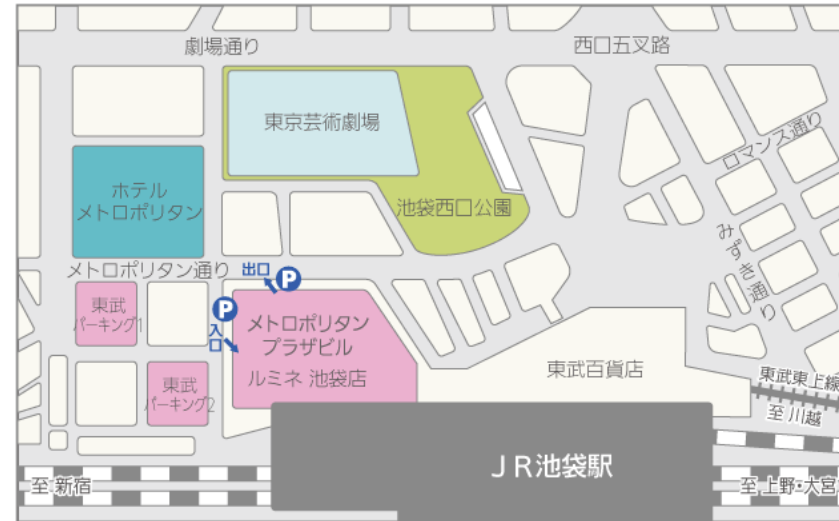 劇場通り
西口五叉路
東京芸術劇場
ロマンス通り
ホテル
メトロポリタン
池袋西口公園
みずき通り
メトロポリタン通り
出口
P
東武
パーキング1
P
入口
メトロポリタン
プラザビル
ルミネ 池袋店
東武百貨店
東武
パーキング2
東武東上線
至 川越
JR池袋駅
至 新宿
至 上野・大宮